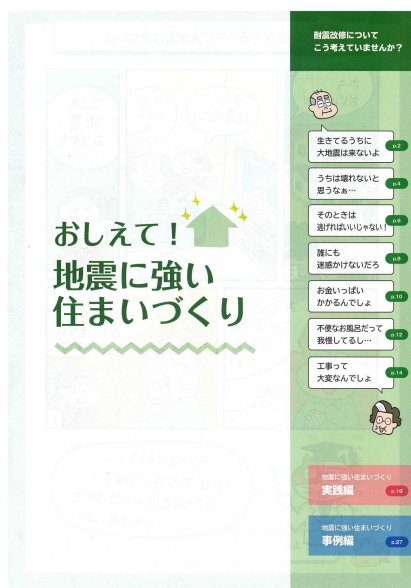 おしえて！
地震に強い
住まいづくり
耐震改修について
こう考えていませんか？
生きてるうちに
大地震は来ないよ
p.2
うちは壊れないと
思うなぁ…
p.4
そのときは
逃げればいいじゃない！
p.6
誰にも
迷惑かけないだろ
p.8
お金いっぱい
かかるんでしょ
p.10
不便なお風呂だって
我慢してるし…
p.12
工事って
大変なんでしょ
p.14
地震に強い住まいづくり
実践編
p.16
地震に強い住まいづくり
事例編
p.27